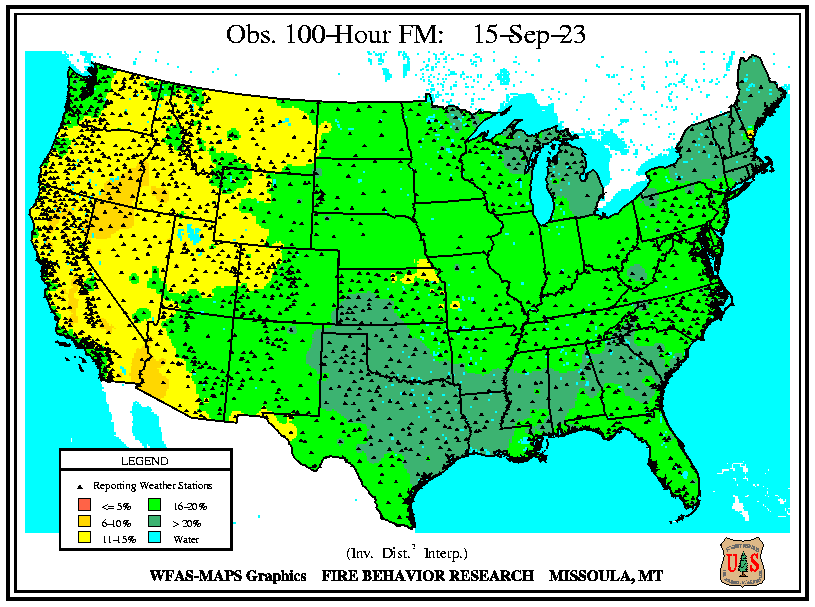 Obs. 100-Hour FM: 15-Sep-23
LEGEND
Reporting Weather Stations
<= 5% 16-20%
6-10% > 20%
11-15% Water
(Inv. Dist.² Interp.)
WFAS-MAPS Graphics FIRE BEHAVIOR RESEARCH MISSOULA, MT
U S